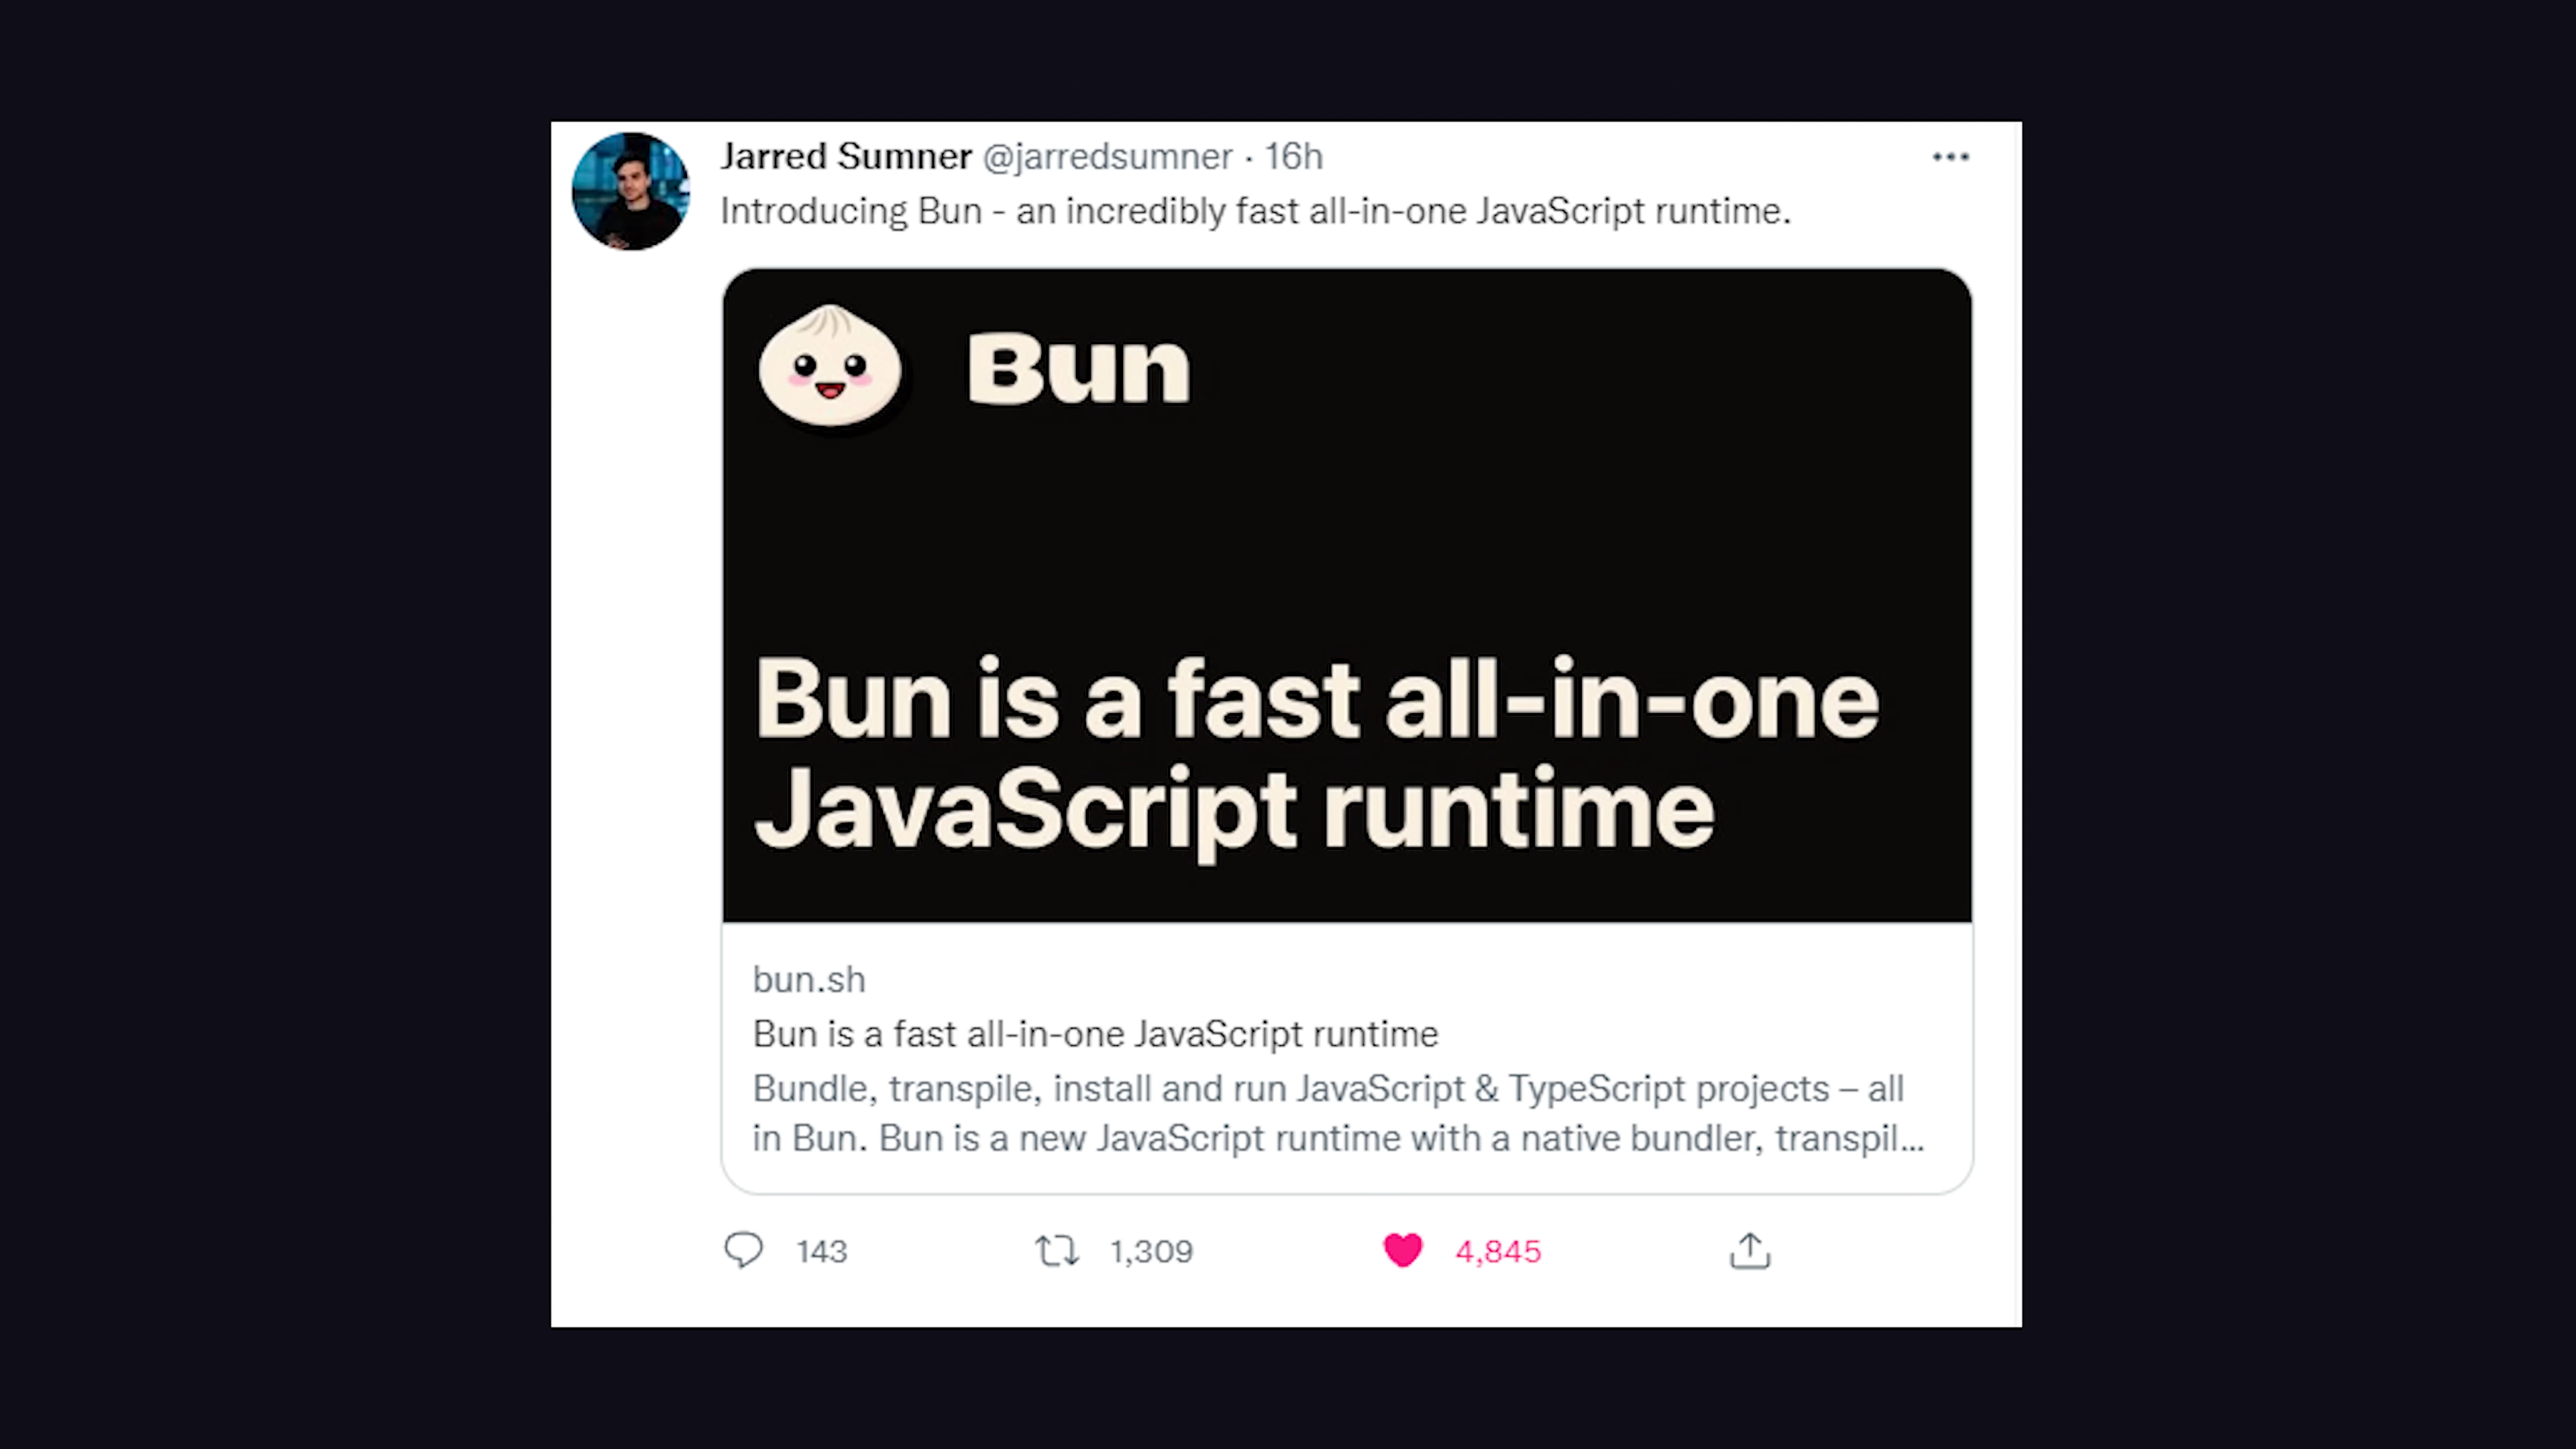 Jarred Sumner @jarredsumner · 16h
Introducing Bun - an incredibly fast all-in-one JavaScript runtime.
Bun
Bun is a fast all-in-one
JavaScript runtime
bun.sh
Bun is a fast all-in-one JavaScript runtime
Bundle, transpile, install and run JavaScript & TypeScript projects – all
in Bun. Bun is a new JavaScript runtime with a native bundler, transpil...
143 1,309 4,845